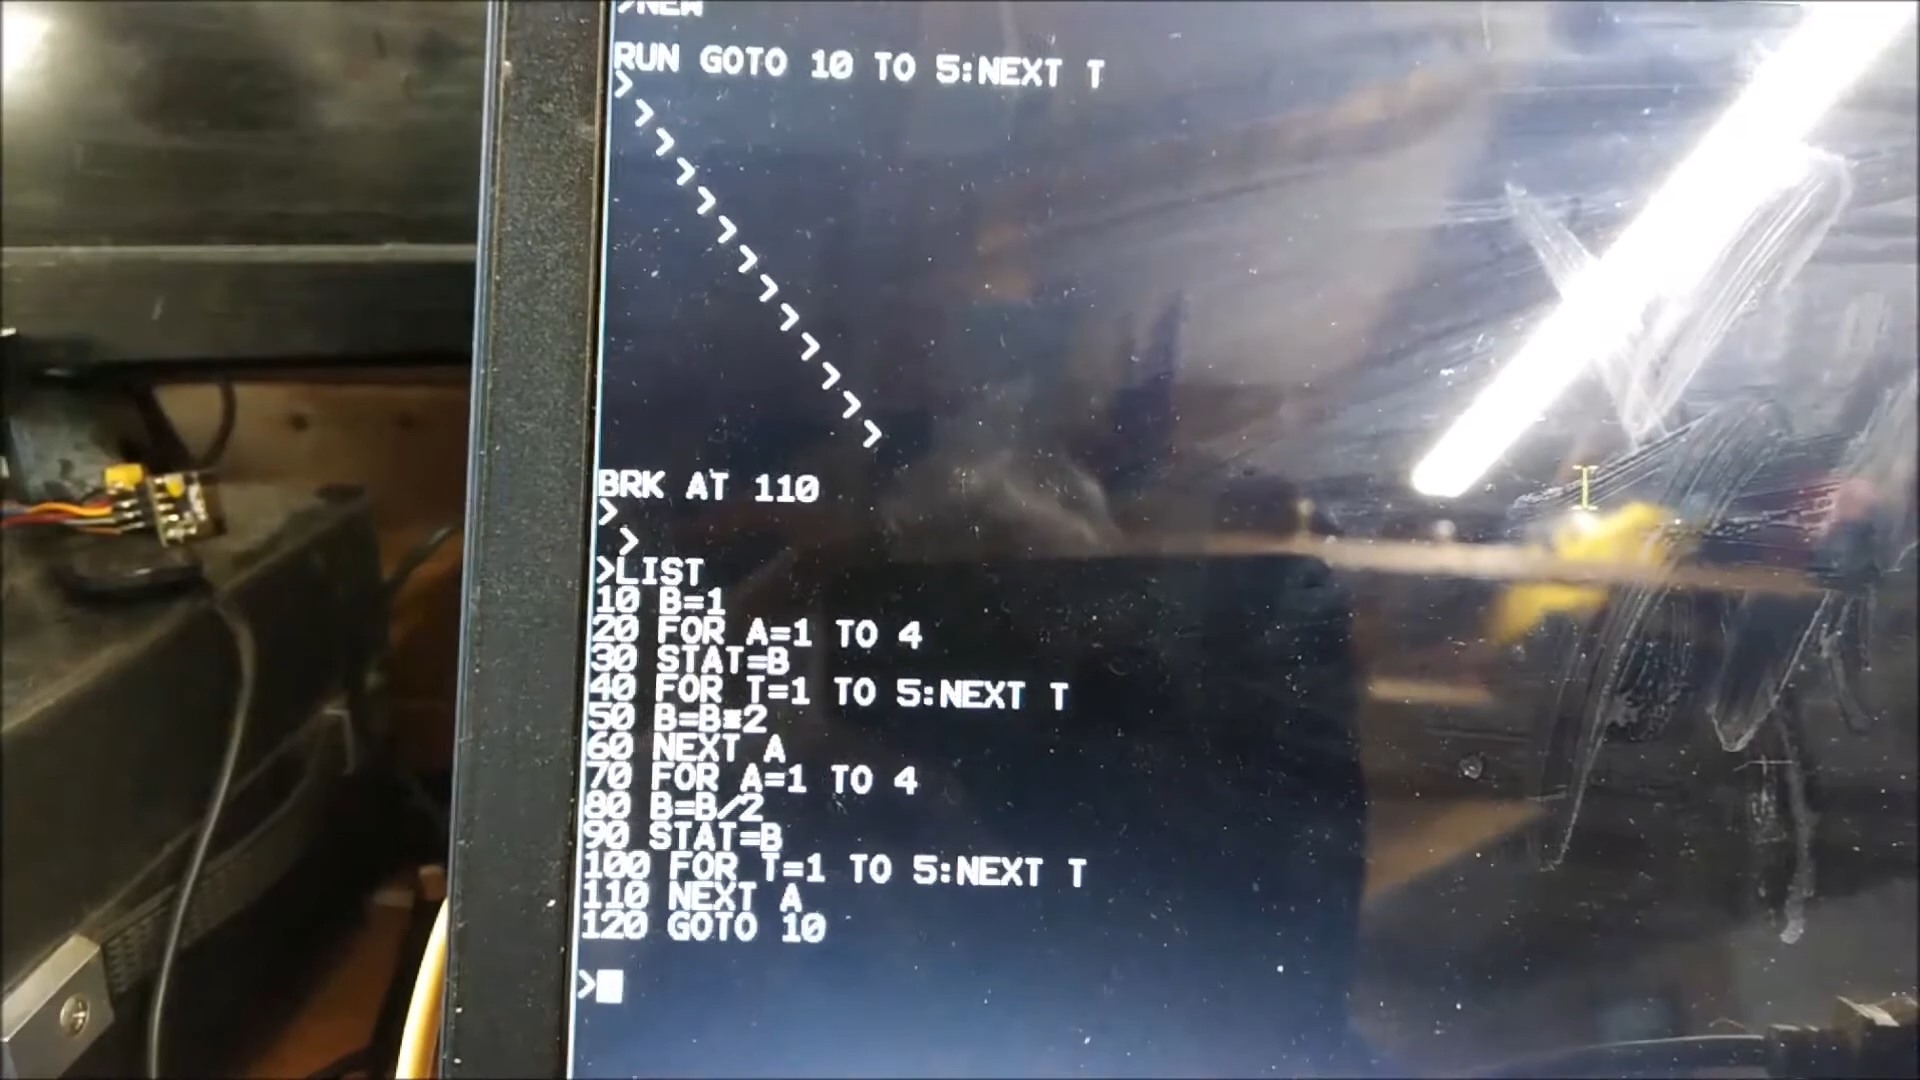 >NEW
RUN GOTO 10 TO 5:NEXT T
>
>
>
>
>
>
>
>
>
>
>
>
>
BRK AT 110
>
>
>LIST
10 B=1
20 FOR A=1 TO 4
30 STAT=B
40 FOR T=1 TO 5:NEXT T
50 B=B*2
60 NEXT A
70 FOR A=1 TO 4
80 B=B/2
90 STAT=B
100 FOR T=1 TO 5:NEXT T
110 NEXT A
120 GOTO 10
>